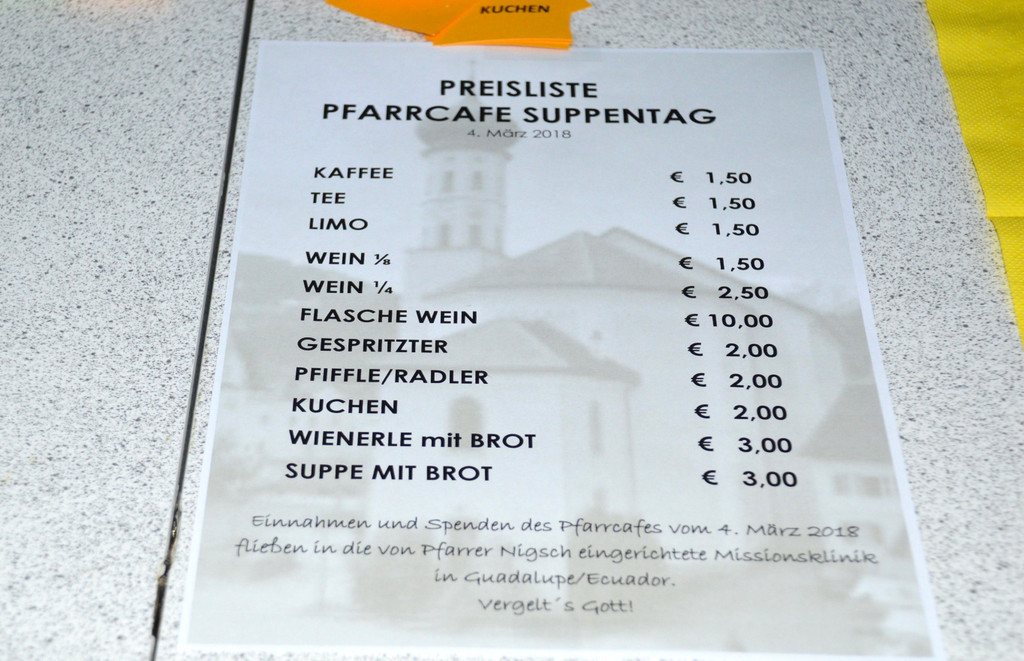 KUCHEN
PREISLISTE
PFARRCAFE SUPPENTAG
4. März 2018
KAFFEE € 1,50
TEE € 1,50
LIMO € 1,50
WEIN ⅛ € 1,50
WEIN ¼ € 2,50
FLASCHE WEIN € 10,00
GESPRITZTER € 2,00
PFIFFLE/RADLER € 2,00
KUCHEN € 2,00
WIENERLE mit BROT € 3,00
SUPPE MIT BROT € 3,00
Einnahmen und Spenden des Pfarrcafes vom 4. März 2018
fließen in die von Pfarrer Nigsch eingerichtete Missionsklinik
in Guadalupe/Ecuador.
Vergelt´s Gott!